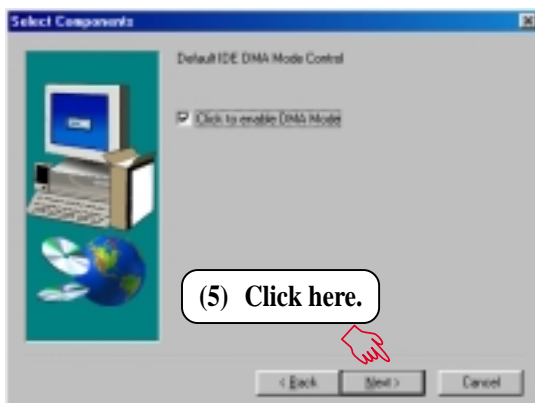 Select Components
Default IDE DMA Mode Control
Click to enable DMA Mode
(5) Click here.
< Back Next > Cancel